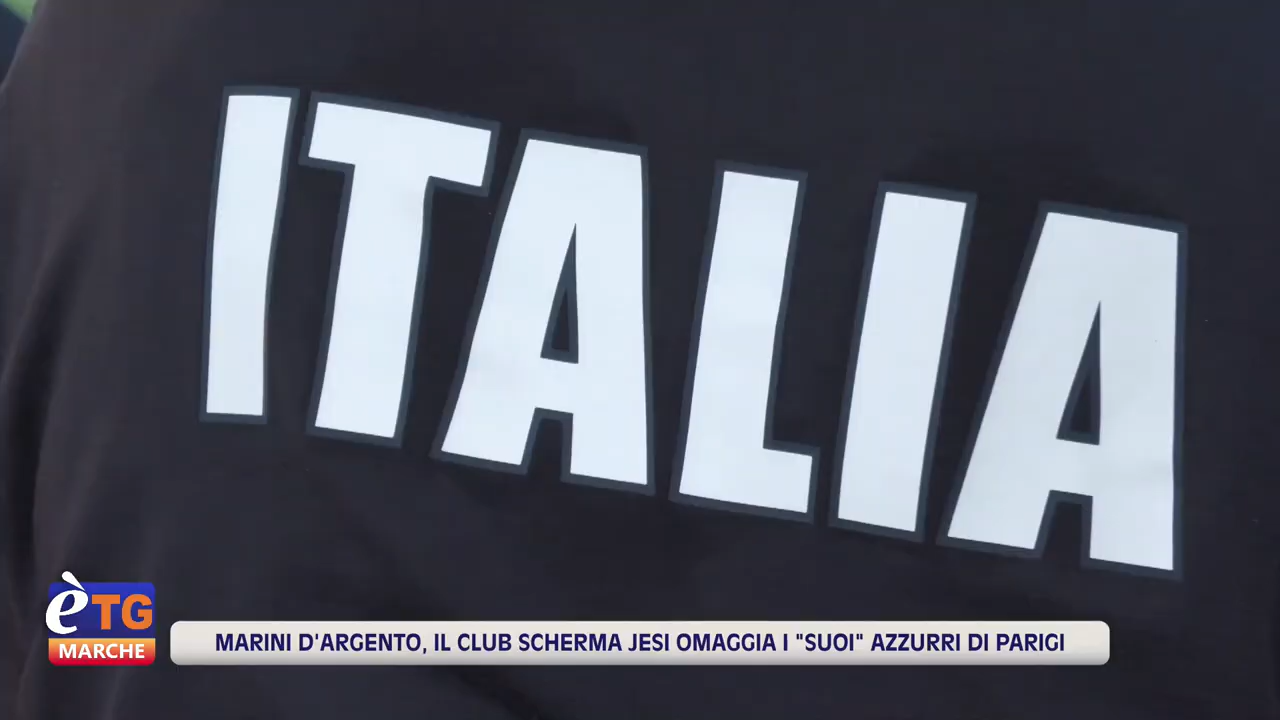 ITALIA
èTG
MARCHE
MARINI D'ARGENTO, IL CLUB SCHERMA JESI OMAGGIA I "SUOI" AZZURRI DI PARIGI